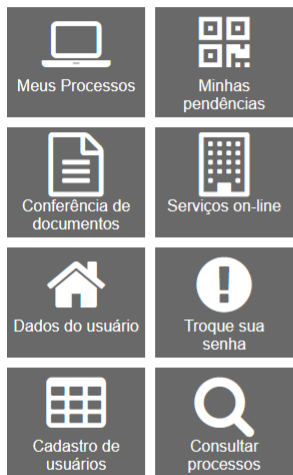 Meus Processos
Minhas
pendências
Conferência de
documentos
Serviços on-line
Dados do usuário
Troque sua
senha
Cadastro de
usuários
Consultar
processos